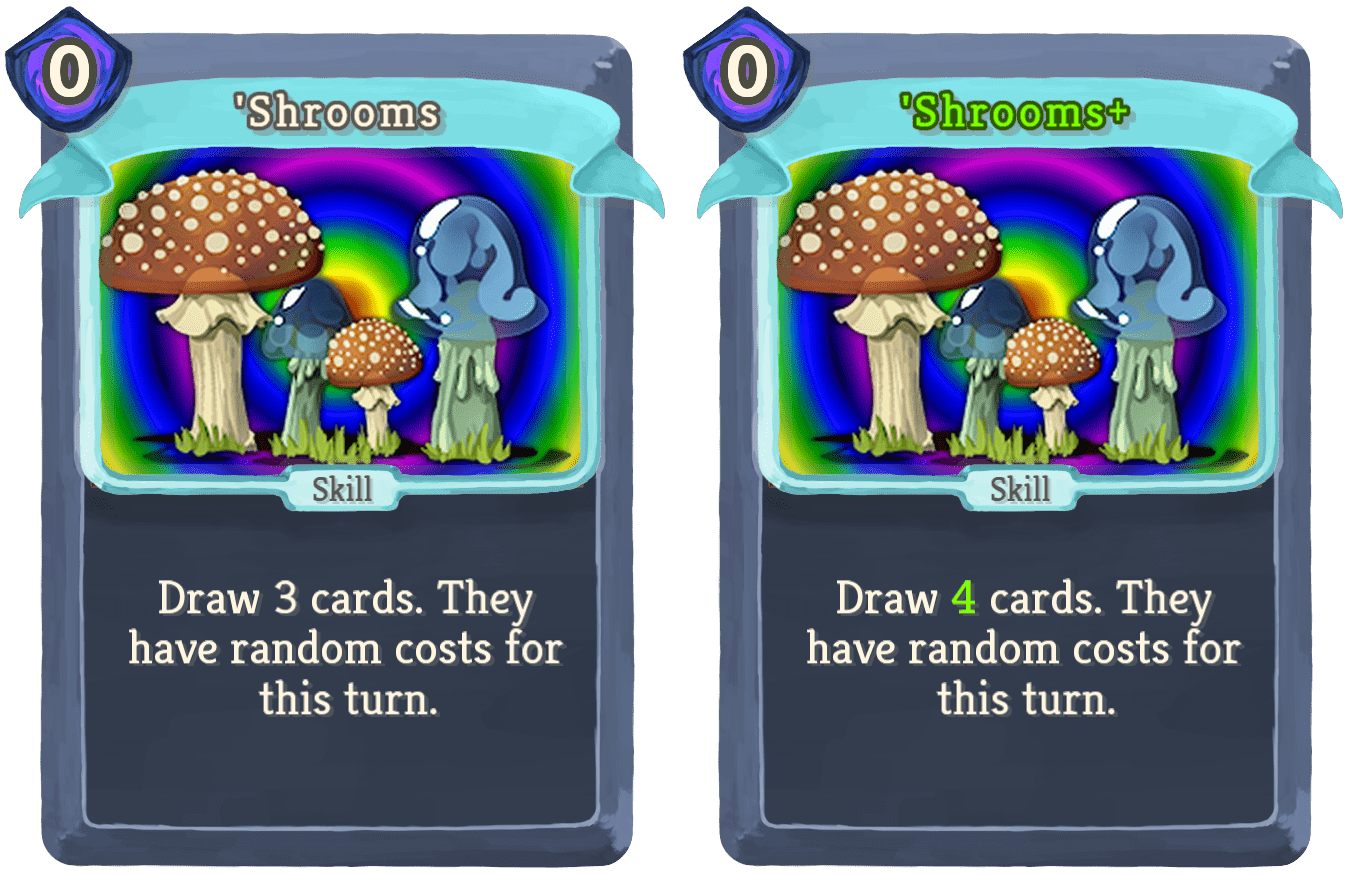 0
'Shrooms
Skill
Draw 3 cards. They
have random costs for
this turn.
0
'Shrooms+
Skill
Draw 4 cards. They
have random costs for
this turn.